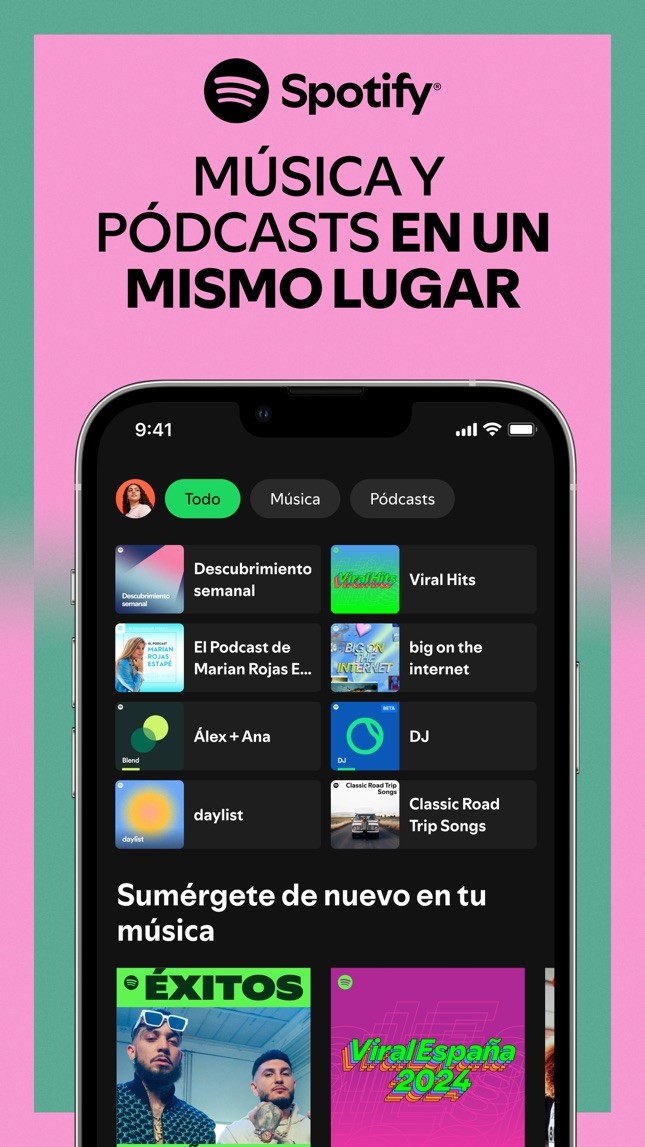 Spotify®
MÚSICA Y
PÓDCASTS EN UN
MISMO LUGAR
9:41
Todo
Música
Pódcasts
Descubrimiento
semanal
Descubrimiento
semanal
Viral Hits
Viral Hits
EL PODCAST
MARIAN
ROJAS
ESTAPÉ
El Podcast de
Marian Rojas E...
BIG ON
THE
INTERNET
big on the
internet
Blend
Álex + Ana
BETA
DJ
DJ
daylist
daylist
Classic Road Trip
Songs
Classic Road
Trip Songs
Sumérgete de nuevo en tu
música
ÉXITOS
Viral España
2024